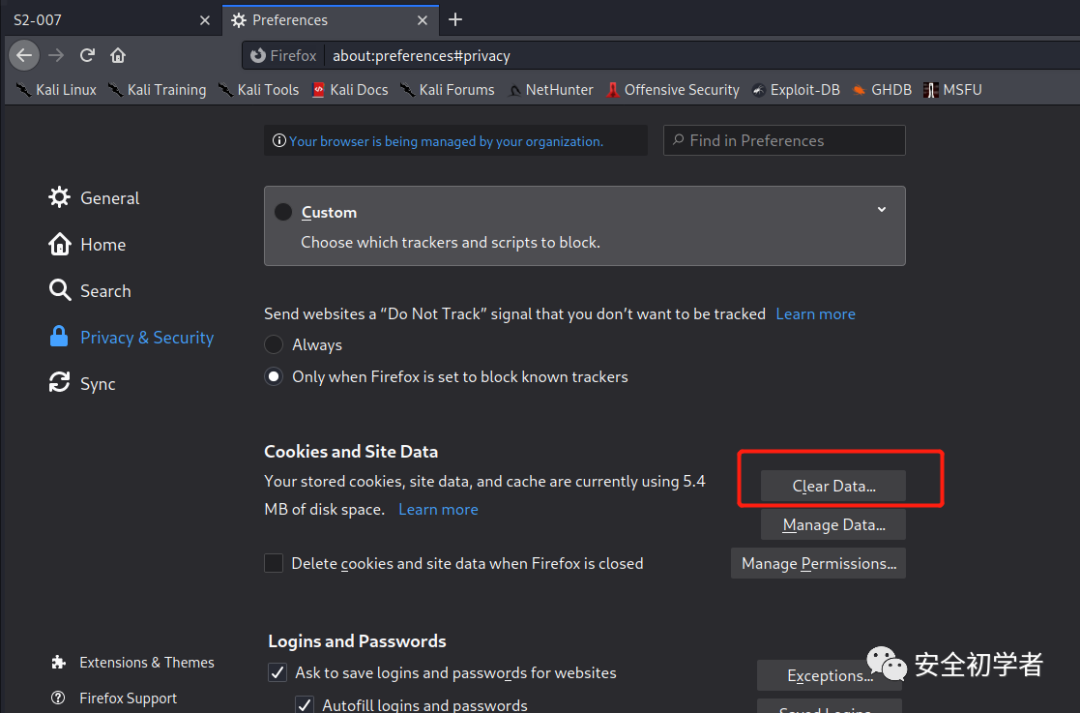 S2-007
Preferences
Firefox
about:preferences#privacy
Kali Linux
Kali Training
Kali Tools
Kali Docs
Kali Forums
NetHunter
Offensive Security
Exploit-DB
GHDB
MSFU
Your browser is being managed by your organization.
Find in Preferences
General
Home
Search
Privacy & Security
Sync
Custom
Choose which trackers and scripts to block.
Send websites a “Do Not Track” signal that you don’t want to be tracked Learn more
Always
Only when Firefox is set to block known trackers
Cookies and Site Data
Your stored cookies, site data, and cache are currently using 5.4
MB of disk space. Learn more
Clear Data...
Manage Data...
Delete cookies and site data when Firefox is closed
Manage Permissions...
Logins and Passwords
Ask to save logins and passwords for websites
Exceptions...
Autofill logins and passwords
Saved Logins...
Extensions & Themes
Firefox Support
安全初学者